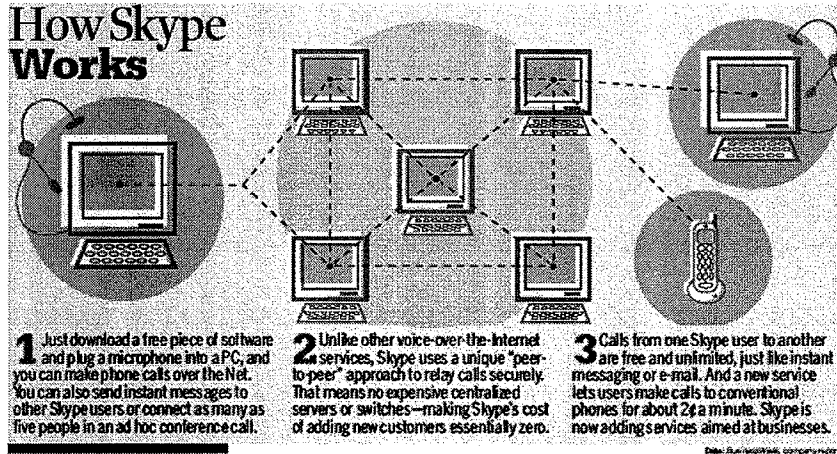 How Skype
Works
1 Just download a free piece of software
and plug a microphone into a PC, and
you can make phone calls over the Net.
You can also send instant messages to
other Skype users or connect as many as
five people in an ad hoc conference call.
2 Unlike other voice-over-the-Internet
services, Skype uses a unique "peer-
to-peer" approach to relay calls securely.
That means no expensive centralized
servers or switches—making Skype's cost
of adding new customers essentially zero.
3 Calls from one Skype user to another
are free and unlimited, just like instant
messaging or e-mail. And a new service
lets users make calls to conventional
phones for about 2¢ a minute. Skype is
now adding services aimed at businesses.
Data: BusinessWeek, company